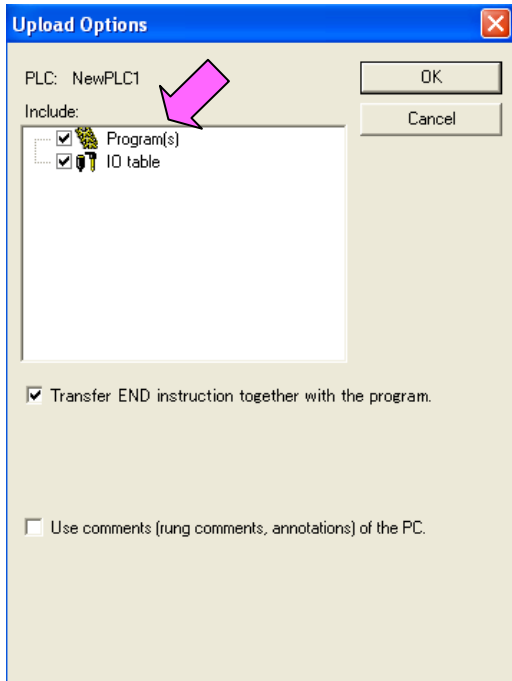 Upload Options
PLC: NewPLC1
OK
Include:
Cancel
Program(s)
IO table
Transfer END instruction together with the program.
Use comments (rung comments, annotations) of the PC.